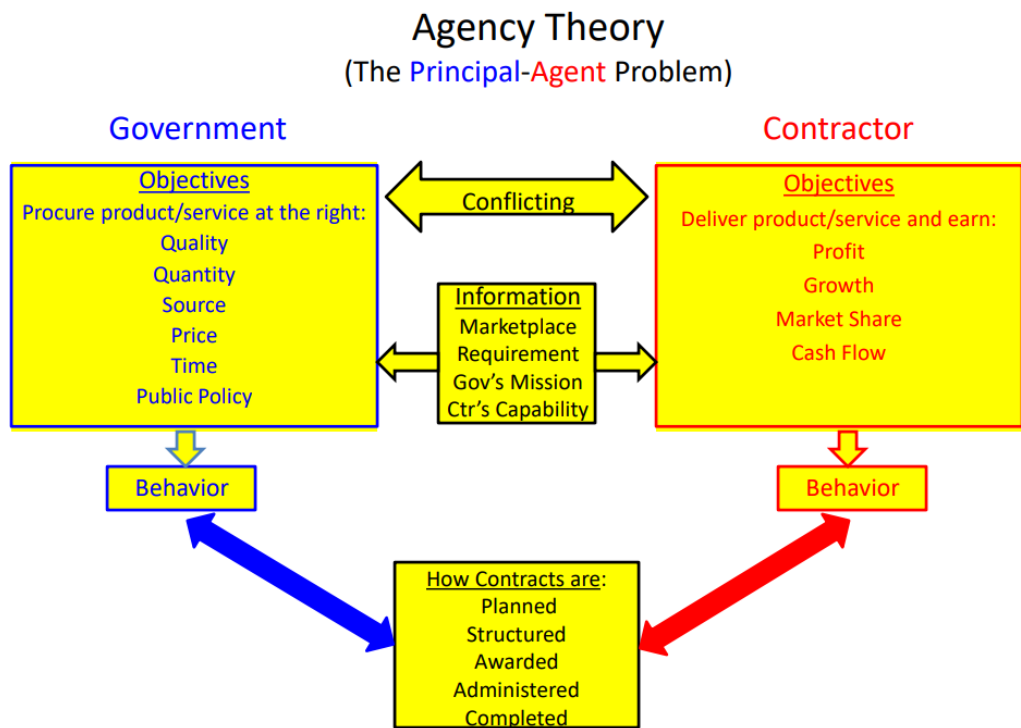 Agency Theory
(The Principal-Agent Problem)
Government
Contractor
Objectives
Procure product/service at the right:
Quality
Quantity
Source
Price
Time
Public Policy
Conflicting
Information
Marketplace
Requirement
Gov’s Mission
Ctr’s Capability
Objectives
Deliver product/service and earn:
Profit
Growth
Market Share
Cash Flow
Behavior
Behavior
How Contracts are:
Planned
Structured
Awarded
Administered
Completed